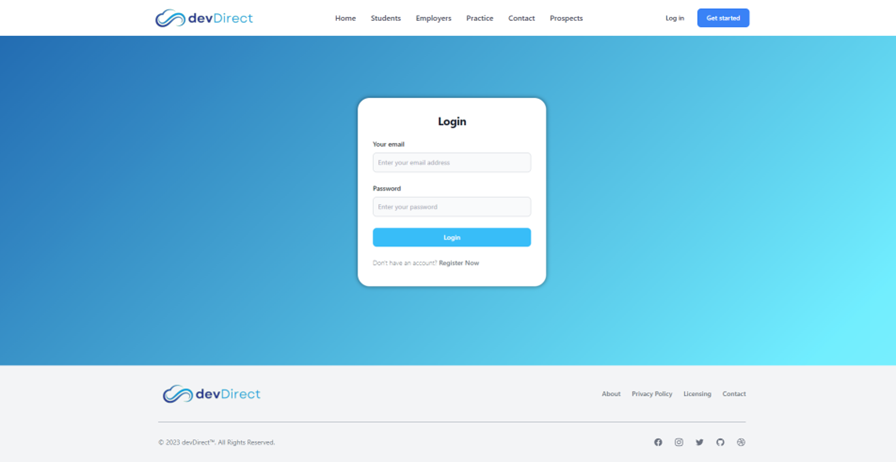 devDirect
Home Students Employers Practice Contact Prospects Log in Get started
Login
Your email
Enter your email address
Password
Enter your password
Login
Don't have an account? Register Now
devDirect
About Privacy Policy Licensing Contact
© 2023 devDirect™. All Rights Reserved.